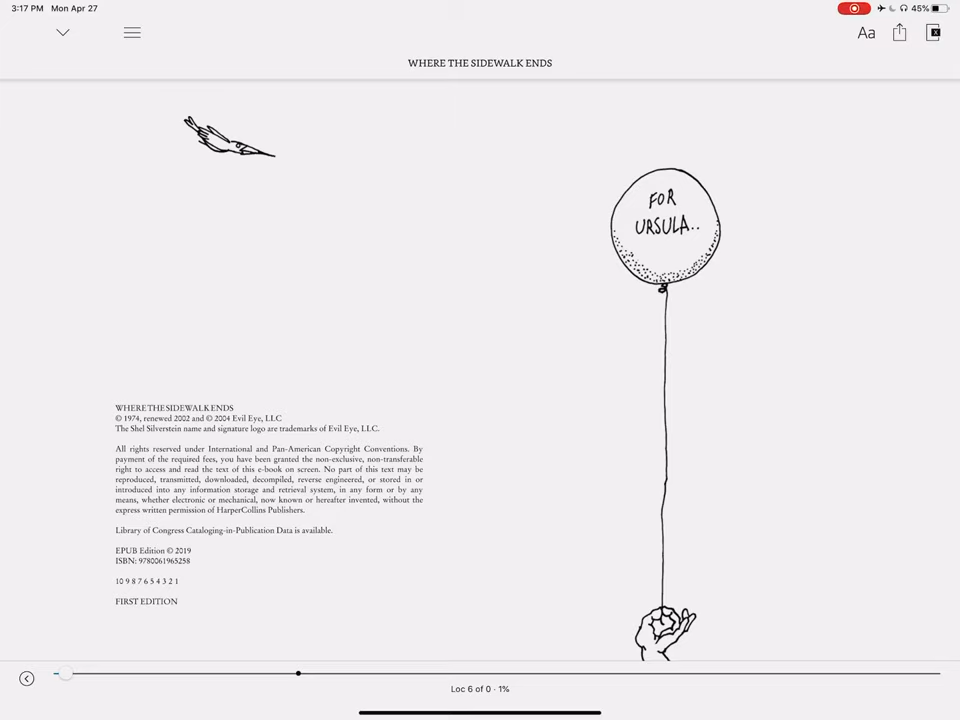 3:17 PM Mon Apr 27
45%
Aa
WHERE THE SIDEWALK ENDS
FOR
URSULA..
WHERE THE SIDEWALK ENDS
© 1974, renewed 2002 and © 2004 Evil Eye, LLC
The Shel Silverstein name and signature logo are trademarks of Evil Eye, LLC.
All rights reserved under International and Pan-American Copyright Conventions. By
payment of the required fees, you have been granted the non-exclusive, non-transferable
right to access and read the text of this e-book on screen. No part of this text may be
reproduced, transmitted, downloaded, decompiled, reverse engineered, or stored in or
introduced into any information storage and retrieval system, in any form or by any
means, whether electronic or mechanical, now known or hereafter invented, without the
express written permission of HarperCollins Publishers.
Library of Congress Cataloging-in-Publication Data is available.
EPUB Edition © 2019
ISBN: 9780061965258
10 9 8 7 6 5 4 3 2 1
FIRST EDITION
Loc 6 of 0 · 1%